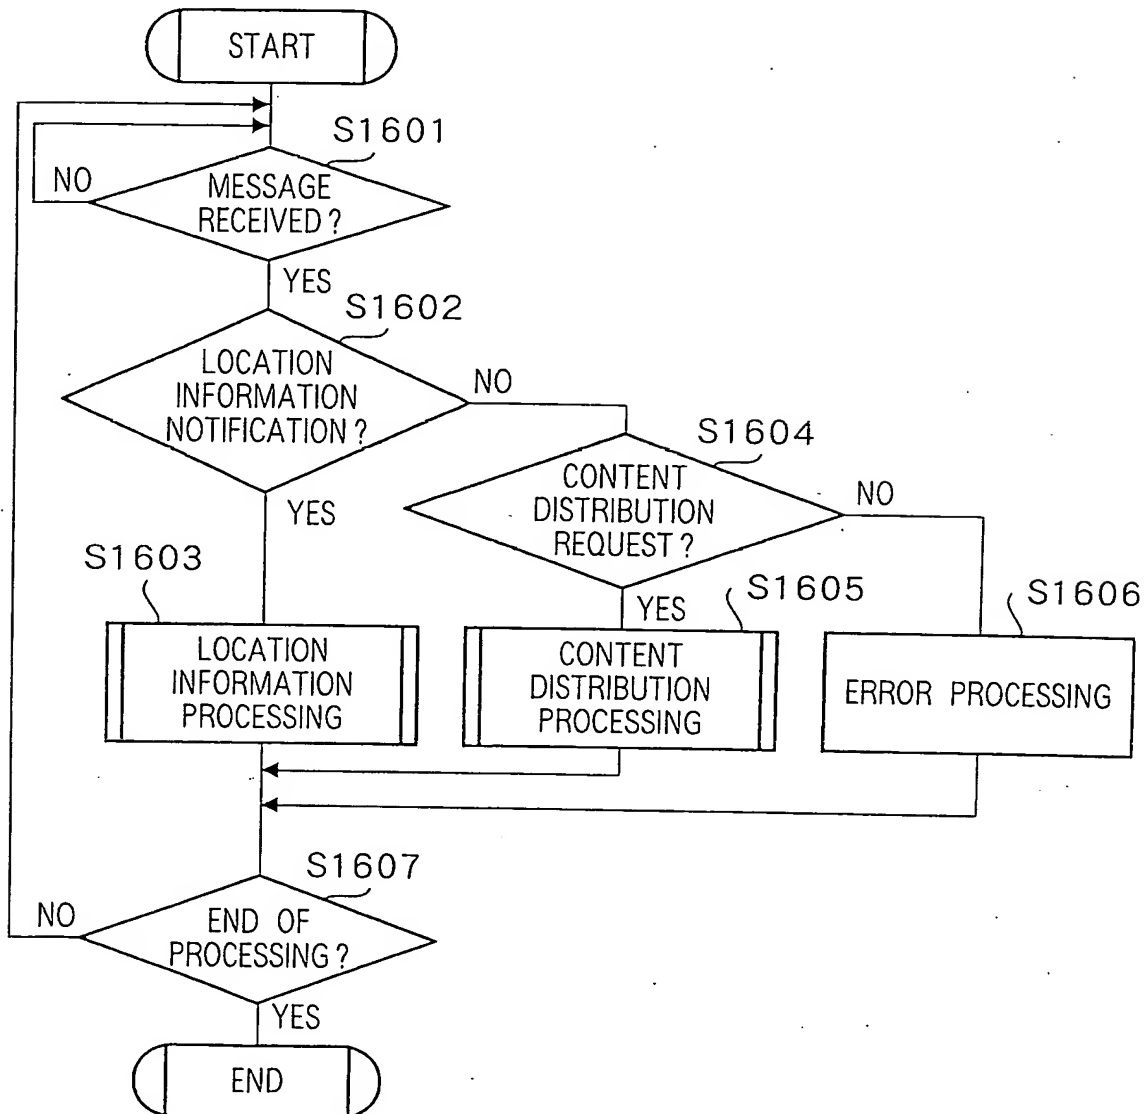 START
S1601
NO
MESSAGE
RECEIVED?
YES
S1602
LOCATION
INFORMATION
NOTIFICATION?
NO
YES
S1604
CONTENT
DISTRIBUTION
REQUEST?
NO
YES
S1603
LOCATION
INFORMATION
PROCESSING
S1605
CONTENT
DISTRIBUTION
PROCESSING
S1606
ERROR PROCESSING
S1607
NO
END OF
PROCESSING?
YES
END